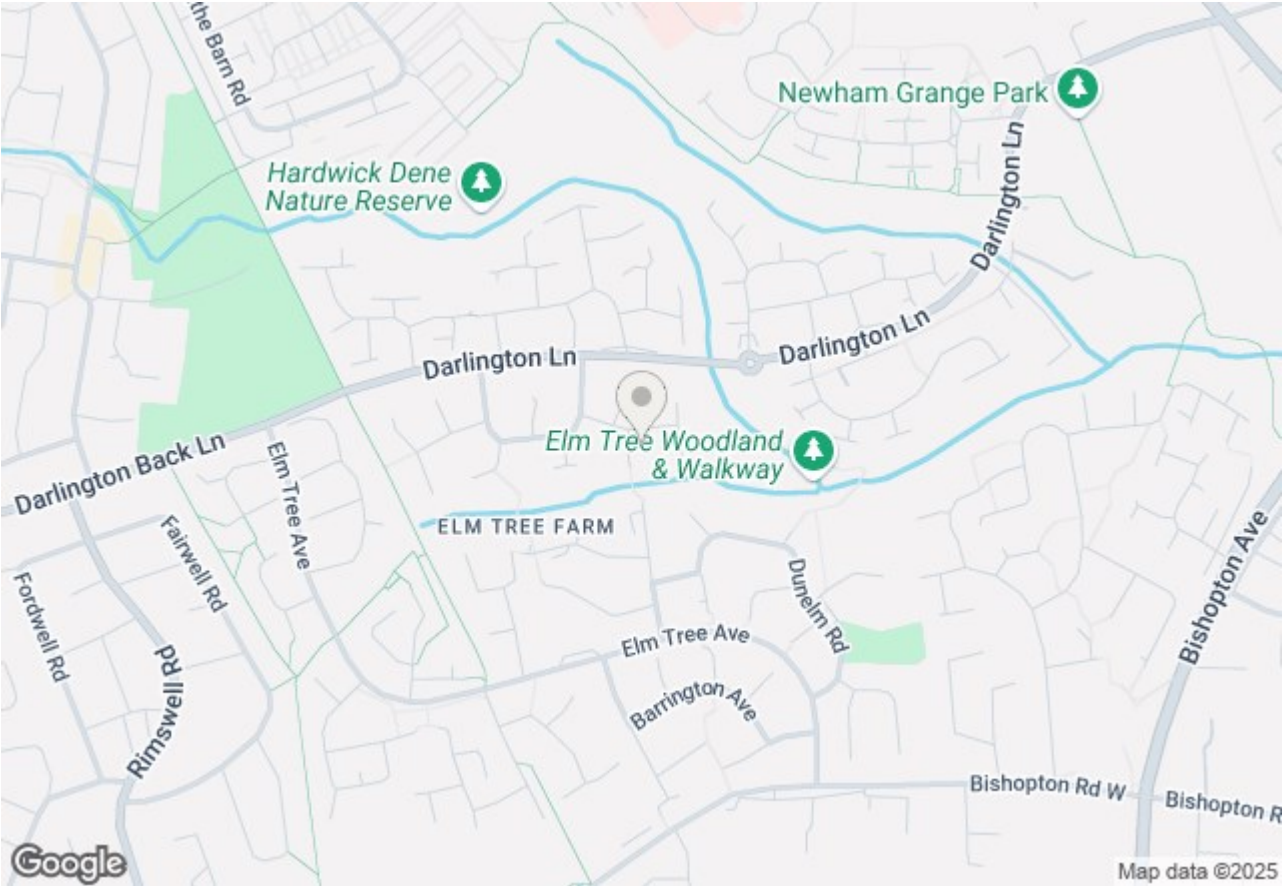 the Barn Rd
Newham Grange Park
Hardwick Dene
Nature Reserve
Darlington Ln
Darlington Ln
Darlington Ln
Elm Tree Woodland
& Walkway
Darlington Back Ln
Elm Tree Ave
ELM TREE FARM
Fairwell Rd
Fordwell Rd
Rimswell Rd
Dunelm Rd
Elm Tree Ave
Barrington Ave
Bishopton Ave
Bishopton Rd W
Bishopton R
Google
Map data ©2025